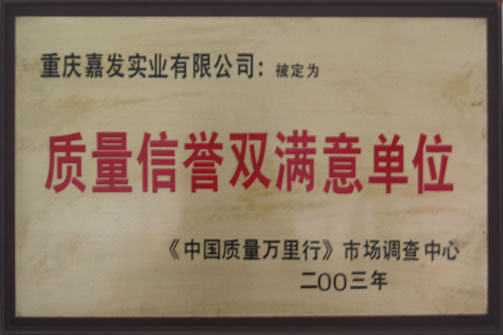 重庆嘉发实业有限公司：被定为
质量信誉双满意单位
《中国质量万里行》市场调查中心
二00三年